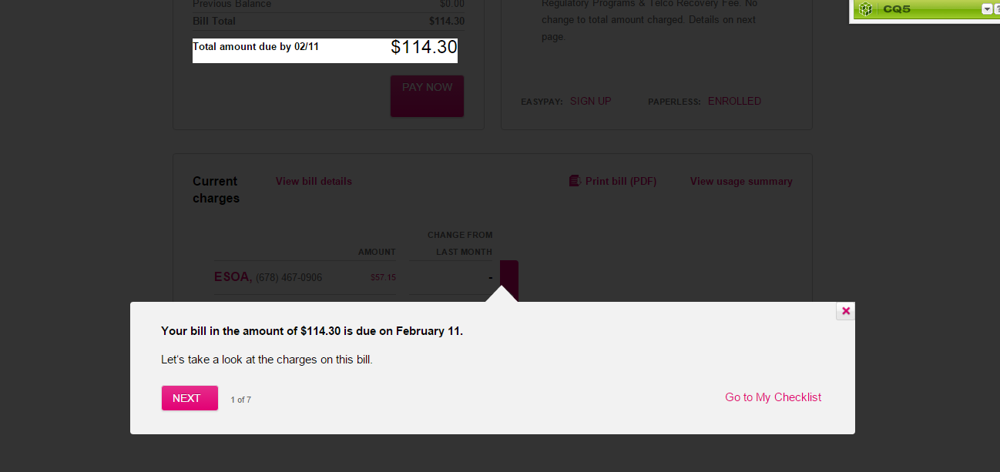 Previous Balance $0.00
Bill Total $114.30
Total amount due by 02/11 $114.30
PAY NOW
Regulatory Programs & Telco Recovery Fee. No
change to total amount charged. Details on next
page.
EASYPAY: SIGN UP PAPERLESS: ENROLLED
CQ5
?
Current
charges
View bill details
Print bill (PDF)
View usage summary
AMOUNT
CHANGE FROM
LAST MONTH
ESOA, (678) 467-0906 $57.15 -
Your bill in the amount of $114.30 is due on February 11.
Let's take a look at the charges on this bill.
NEXT 1 of 7 Go to My Checklist